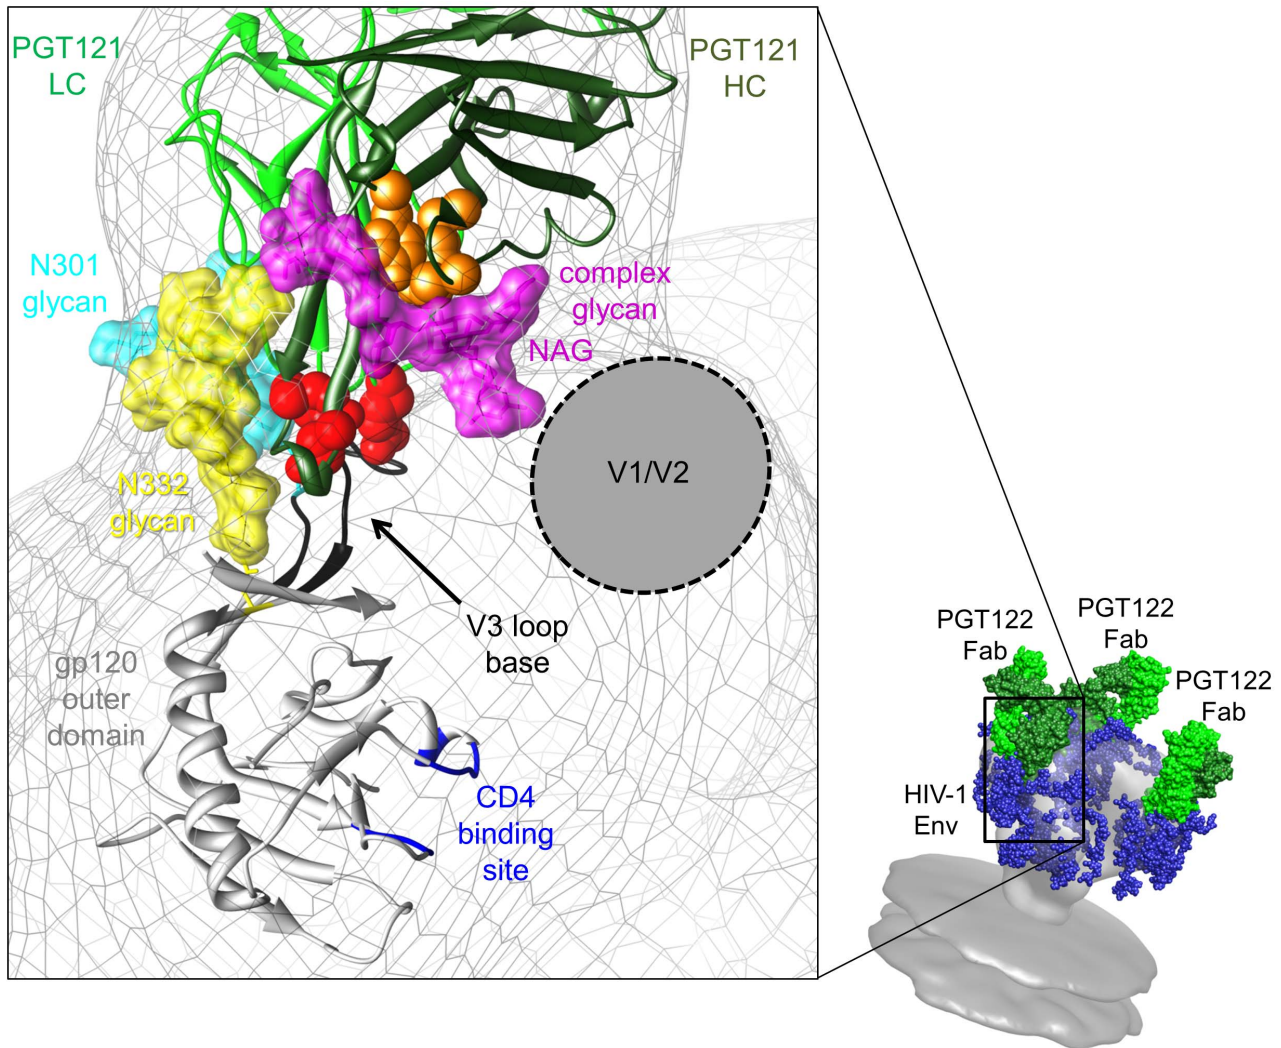 PGT121
LC
PGT121
HC
N301
glycan
complex
glycan
NAG
V1/V2
N332
glycan
V3 loop
base
gp120
outer
domain
CD4
binding
site
PGT122
Fab
PGT122
Fab
PGT122
Fab
HIV-1
Env